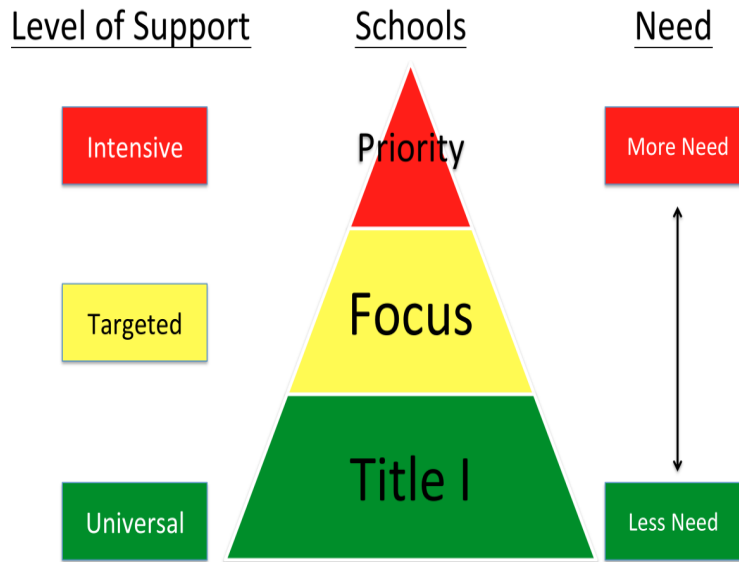 Level of Support Schools Need
Intensive Priority More Need
Targeted Focus
Title I
Universal Less Need